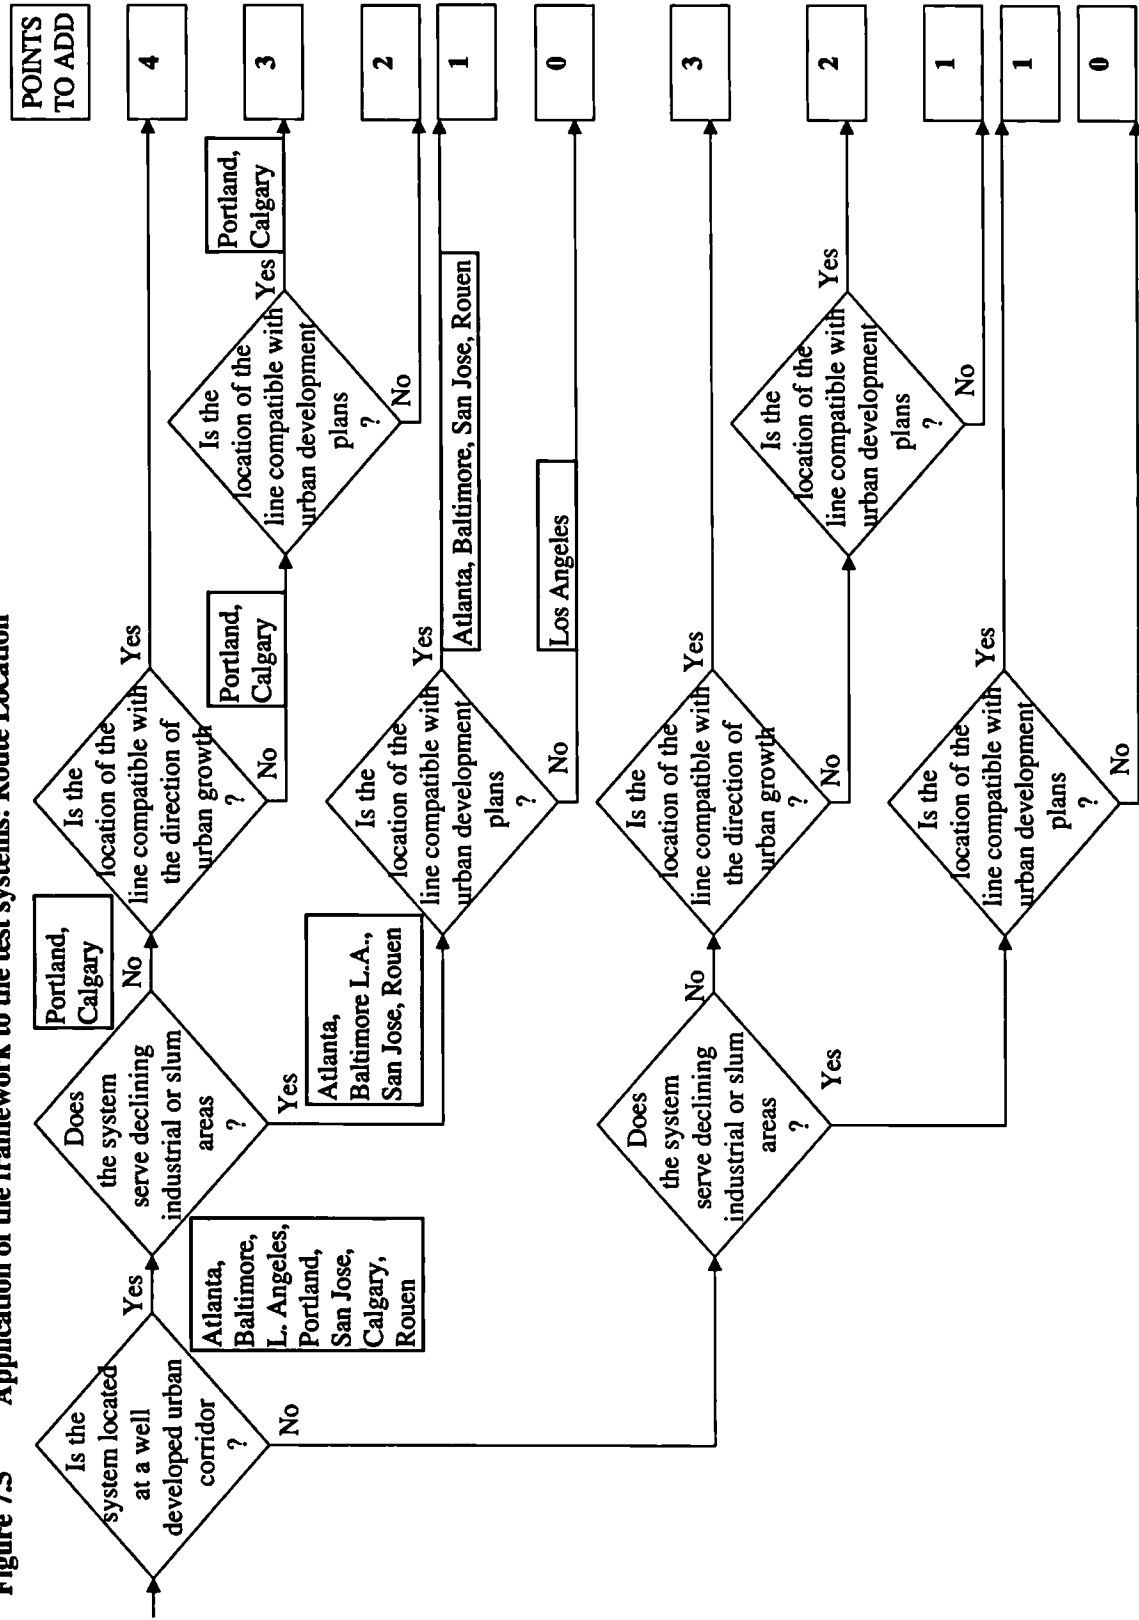 Figure 7.3 Application of the framework to the test systems: Route Location
POINTS
TO ADD
Is the
system located
at a well
developed urban
corridor
?
Yes
No
Atlanta,
Baltimore,
L. Angeles,
Portland,
San Jose,
Calgary,
Rouen
Does
the system
serve declining
industrial or slum
areas
?
No
Yes
Portland,
Calgary
Atlanta,
Baltimore L.A.,
San Jose, Rouen
Is the
location of the
line compatible with
the direction of
urban growth
?
Yes
No
4
Portland,
Calgary
Is the
location of the
line compatible with
urban development
plans
?
Yes
No
Portland,
Calgary
3
2
Is the
location of the
line compatible with
urban development
plans
?
Yes
No
Atlanta, Baltimore, San Jose, Rouen
1
Los Angeles
0
Does
the system
serve declining
industrial or slum
areas
?
No
Yes
Is the
location of the
line compatible with
the direction of
urban growth
?
Yes
No
3
Is the
location of the
line compatible with
urban development
plans
?
Yes
No
2
1
Is the
location of the
line compatible with
urban development
plans
?
Yes
No
1
0